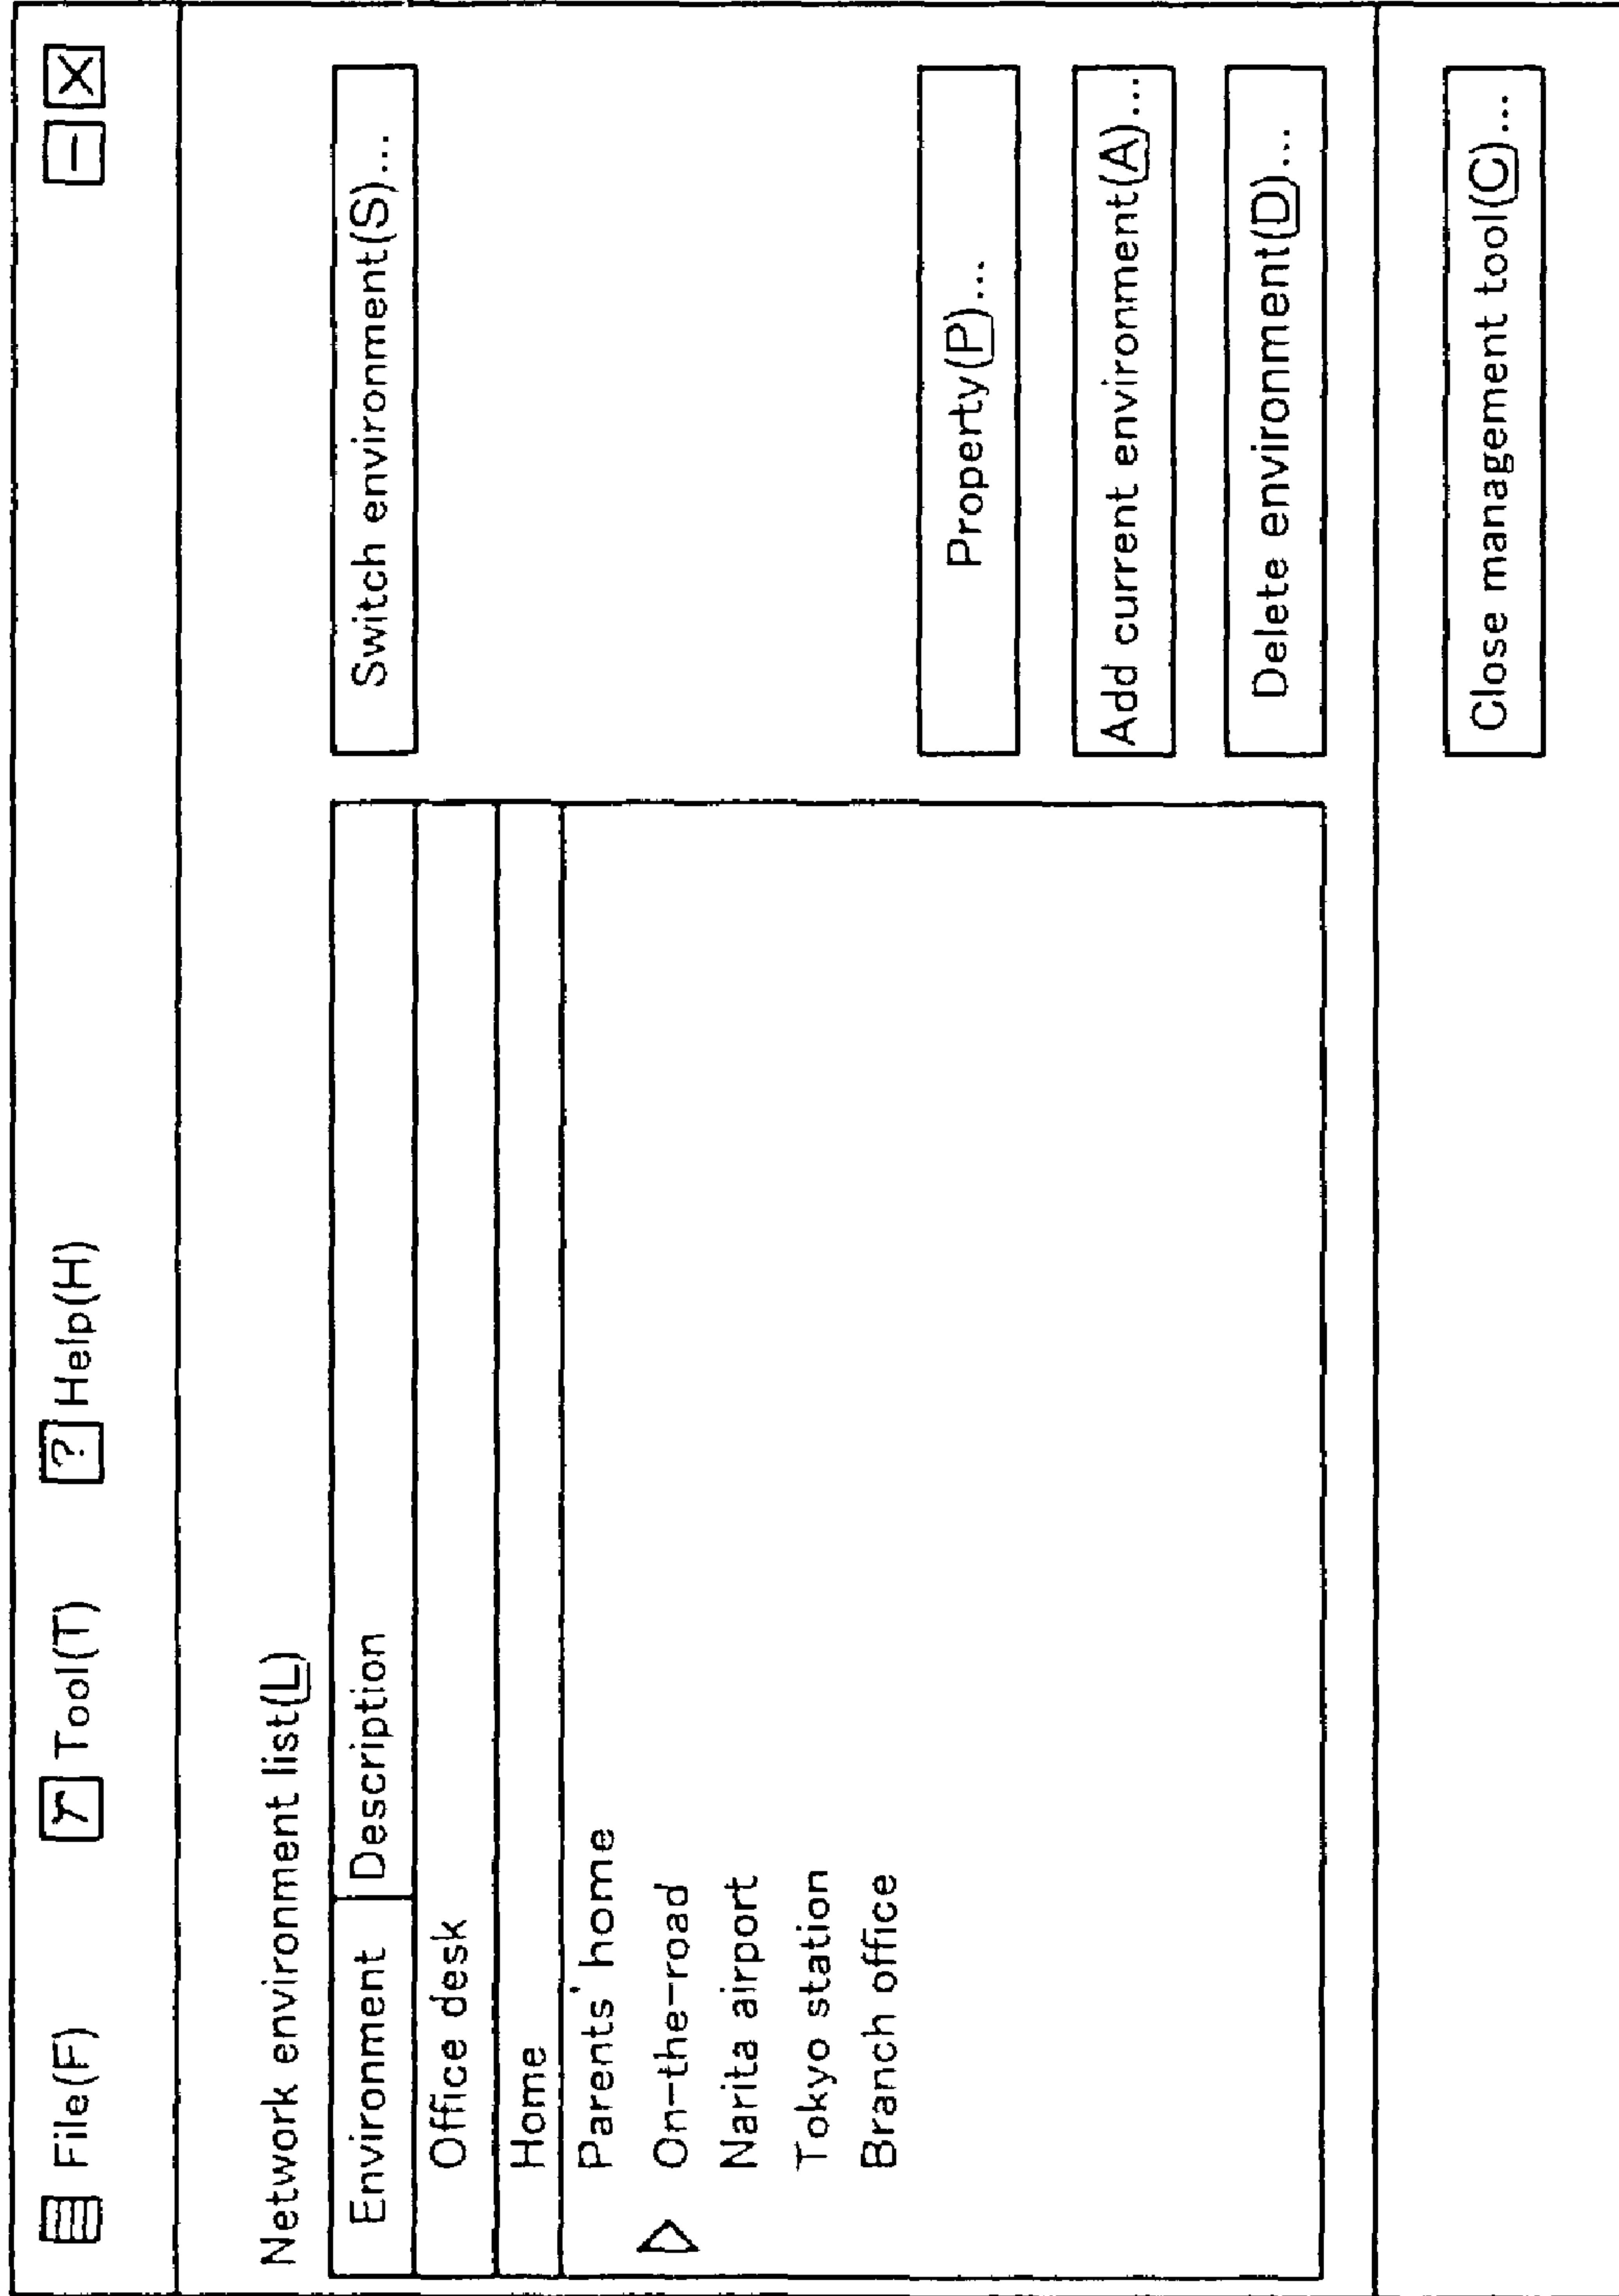 File(F) Tool(T) ? Help(H)
Network environment list(L)
Environment Description
Switch environment(S)...
Office desk
Home
Parents' home
On-the-road
Narita airport
Tokyo station
Branch office
Property(P)...
Add current environment(A)...
Delete environment(D)...
Close management tool(C)...